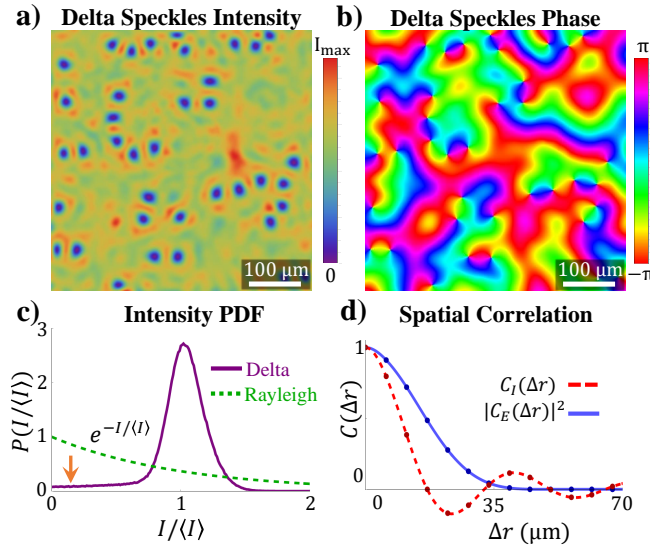 a) Delta Speckles Intensity
I_max
0
100 μm
b) Delta Speckles Phase
π
−π
100 μm
c) Intensity PDF
P(I/⟨I⟩)
3
2
1
0
Delta
Rayleigh
e^{−I/⟨I⟩}
0 1 2
I/⟨I⟩
d) Spatial Correlation
C(Δr)
1
0
C_I(Δr)
|C_E(Δr)|²
0 35 70
Δr (μm)